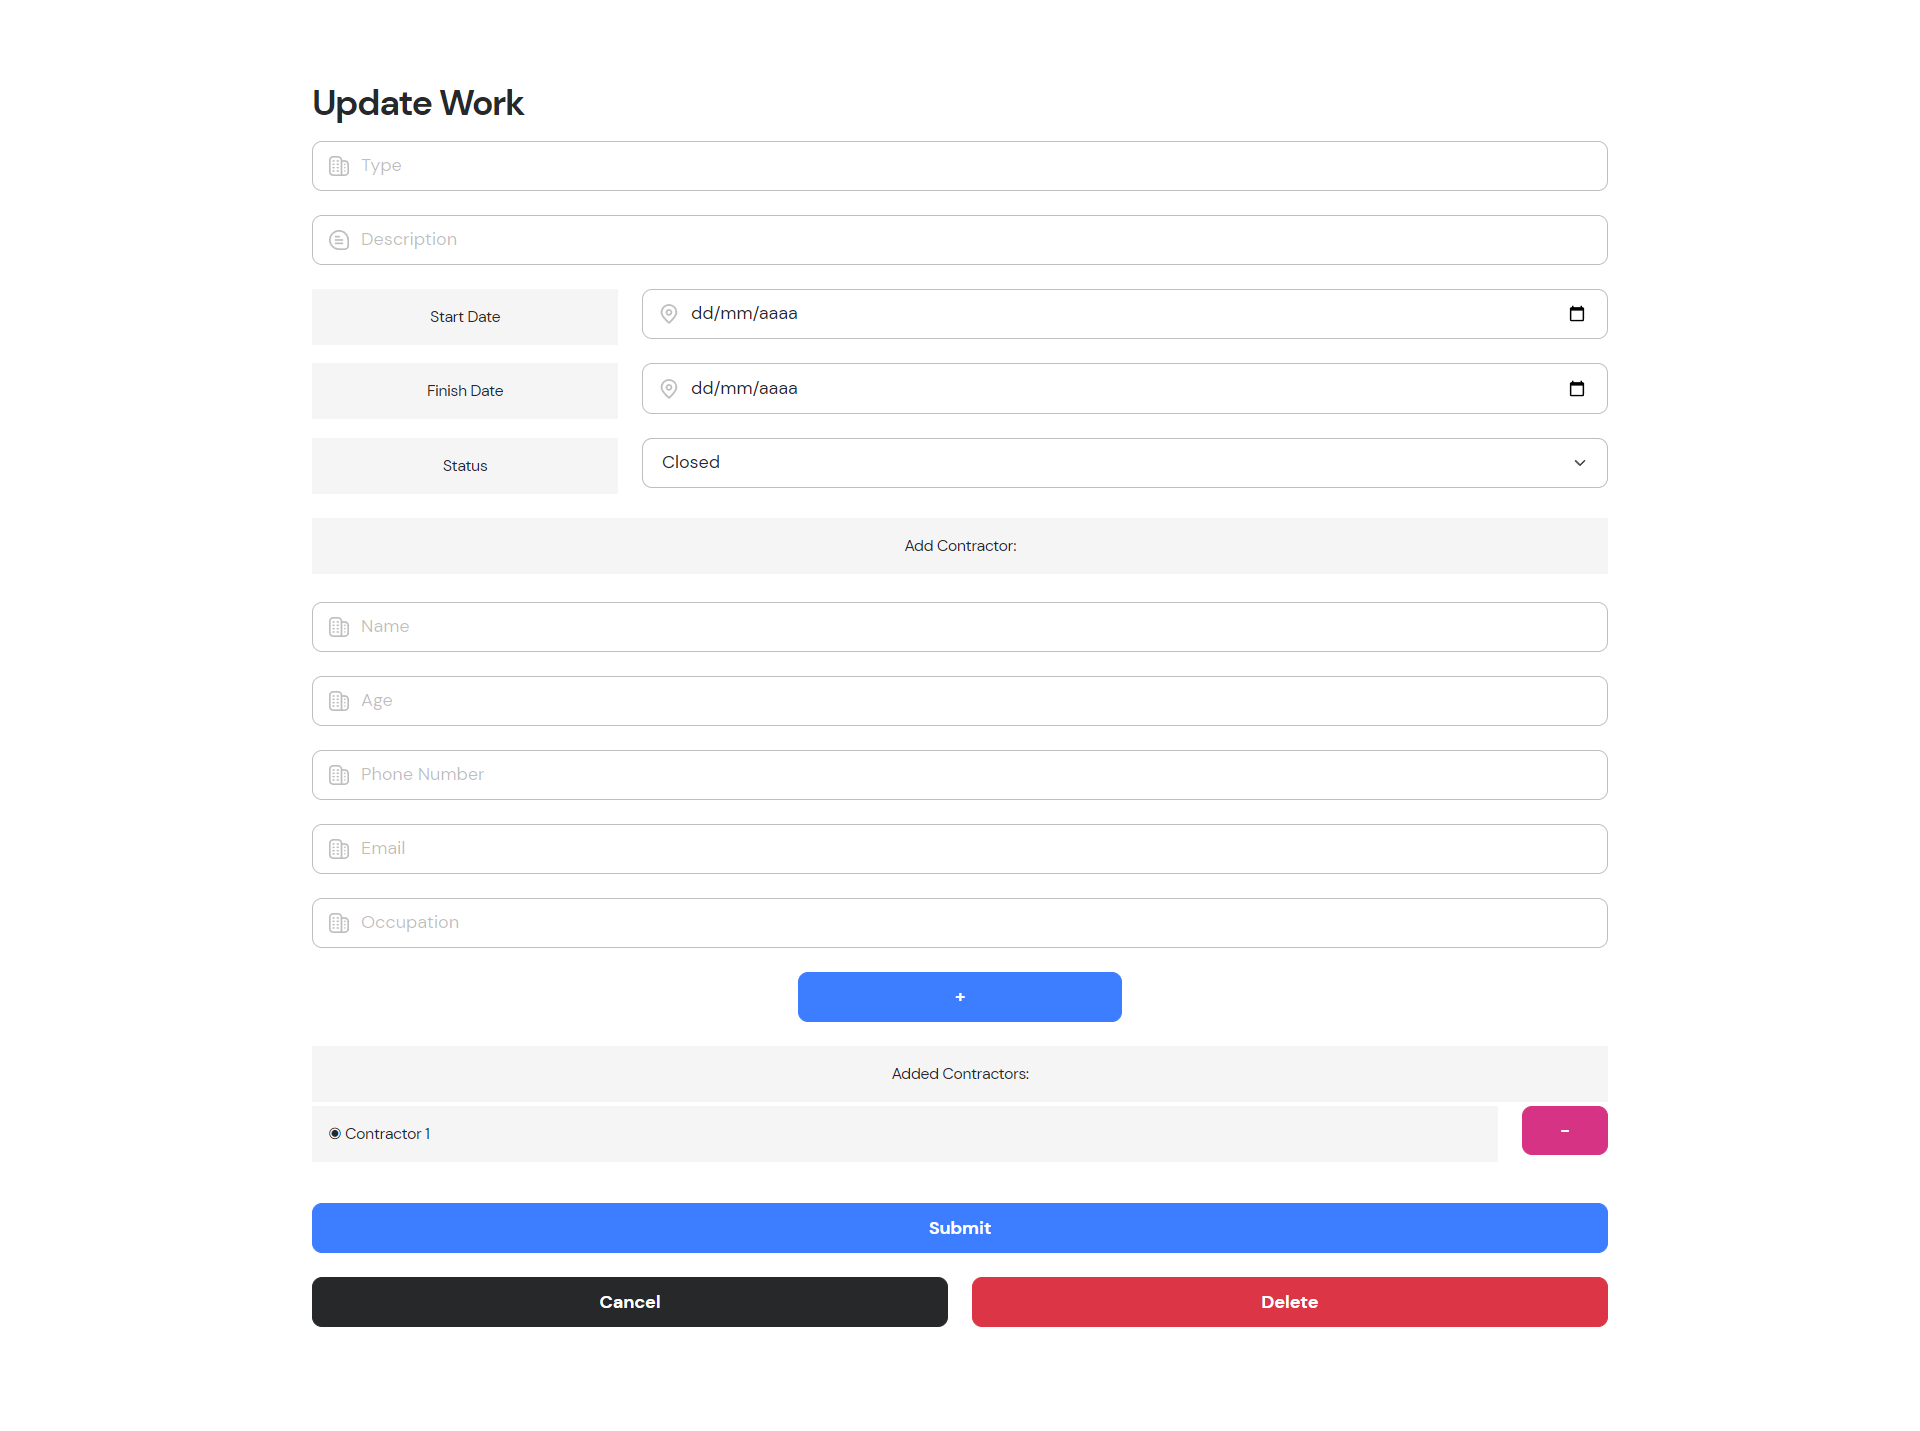 Update Work
Type
Description
Start Date
dd/mm/aaaa
Finish Date
dd/mm/aaaa
Status
Closed
Add Contractor:
Name
Age
Phone Number
Email
Occupation
+
Added Contractors:
Contractor 1
-
Submit
Cancel
Delete